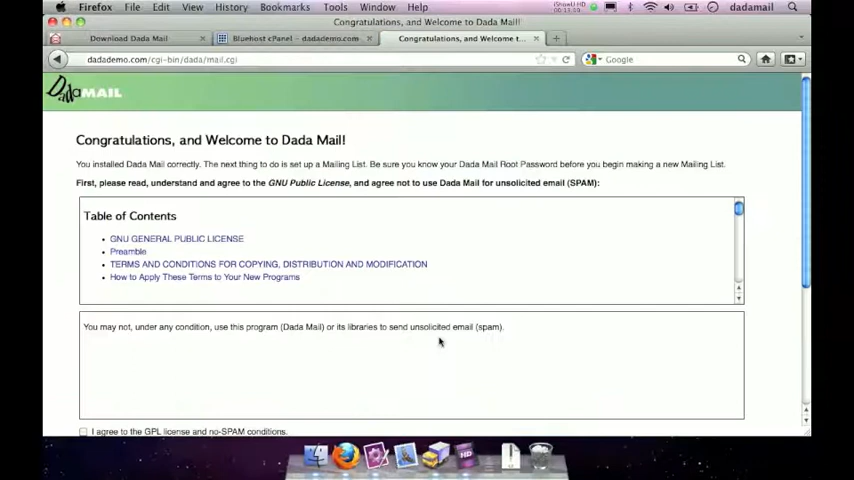 Firefox File Edit View History Bookmarks Tools Window Help dadamail
Congratulations, and Welcome to Dada Mail!
Download Dada Mail
Bluehost cPanel – dadademo.com
Congratulations, and Welcome t...
dadademo.com/cgi-bin/dada/mail.cgi
Google
Dada MAIL
Congratulations, and Welcome to Dada Mail!
You installed Dada Mail correctly. The next thing to do is set up a Mailing List. Be sure you know your Dada Mail Root Password before you begin making a new Mailing List.
First, please read, understand and agree to the GNU Public License, and agree not to use Dada Mail for unsolicited email (SPAM):
Table of Contents
• GNU GENERAL PUBLIC LICENSE
• Preamble
• TERMS AND CONDITIONS FOR COPYING, DISTRIBUTION AND MODIFICATION
• How to Apply These Terms to Your New Programs
You may not, under any condition, use this program (Dada Mail) or its libraries to send unsolicited email (spam).
I agree to the GPL license and no-SPAM conditions.
HD